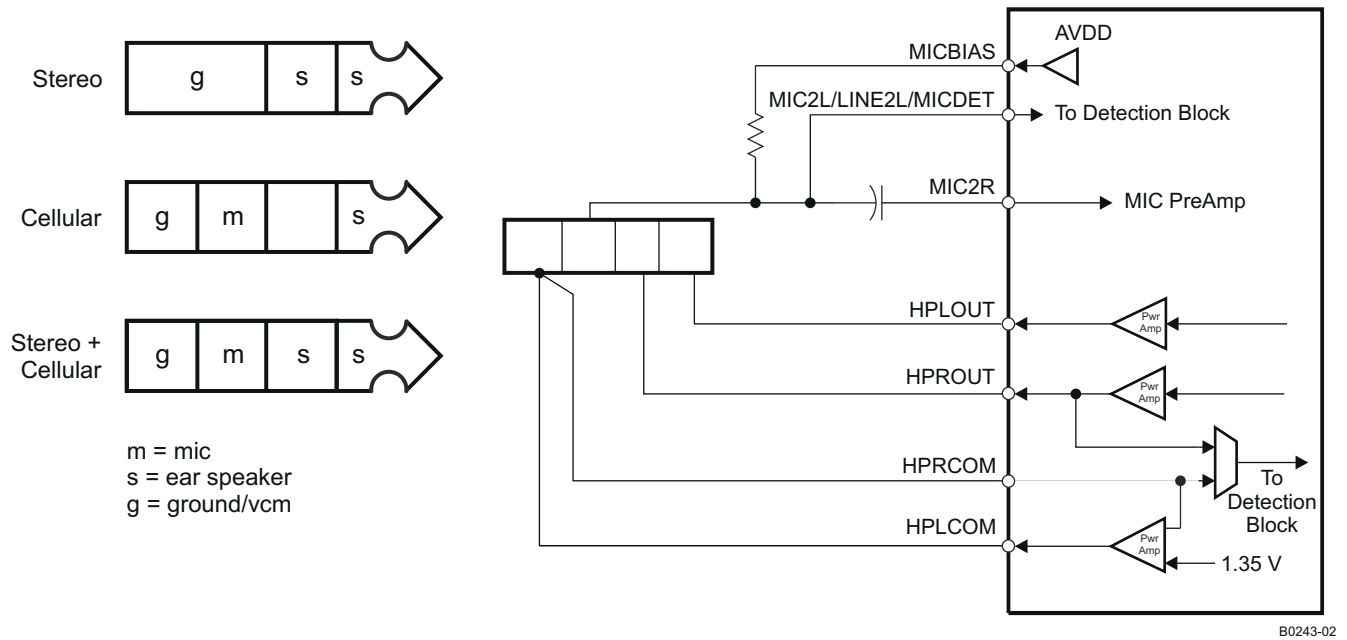 Stereo
g
s
s
Cellular
g
m
s
Stereo +
Cellular
g
m
s
s
m = mic
s = ear speaker
g = ground/vcm
AVDD
MICBIAS
MIC2L/LINE2L/MICDET
To Detection Block
MIC2R
MIC PreAmp
HPLOUT
Pwr
Amp
HPROUT
Pwr
Amp
HPRCOM
To
Detection
Block
HPLCOM
Pwr
Amp
1.35 V
B0243-02